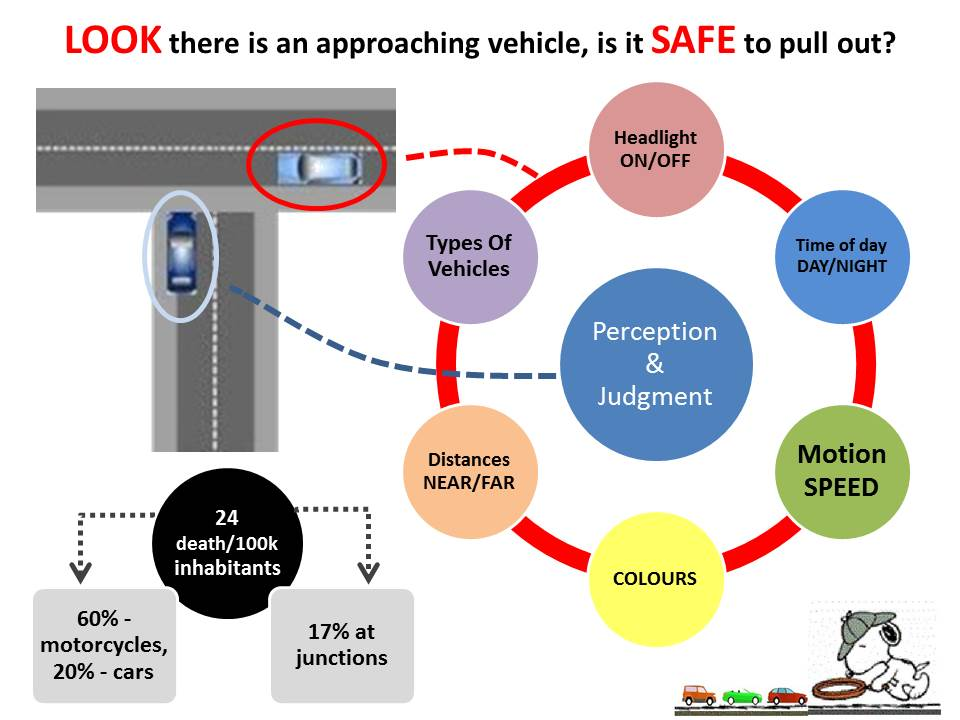 LOOK there is an approaching vehicle, is it SAFE to pull out?
Headlight
ON/OFF
Types Of
Vehicles
Time of day
DAY/NIGHT
Perception
&
Judgment
Distances
NEAR/FAR
Motion
SPEED
COLOURS
24
death/100k
inhabitants
60% -
motorcycles,
20% - cars
17% at
junctions